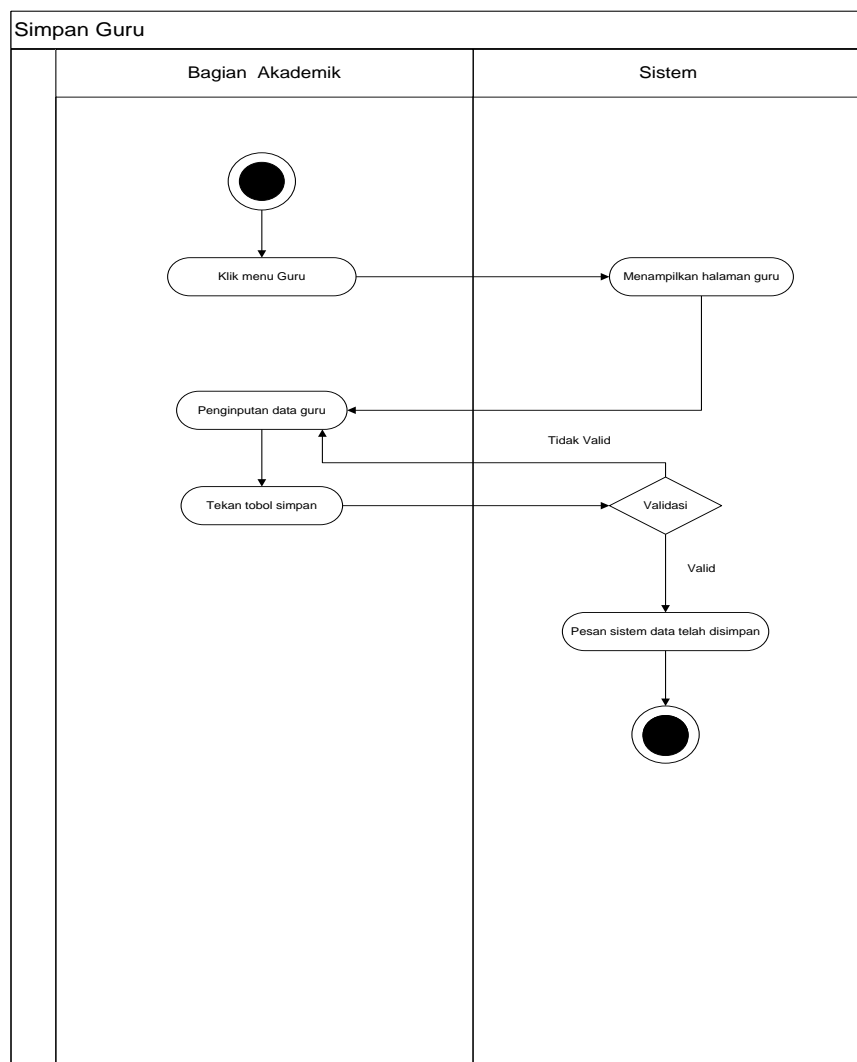 Simpan Guru
Bagian Akademik
Sistem
Klik menu Guru
Menampilkan halaman guru
Penginputan data guru
Tidak Valid
Tekan tobol simpan
Validasi
Valid
Pesan sistem data telah disimpan